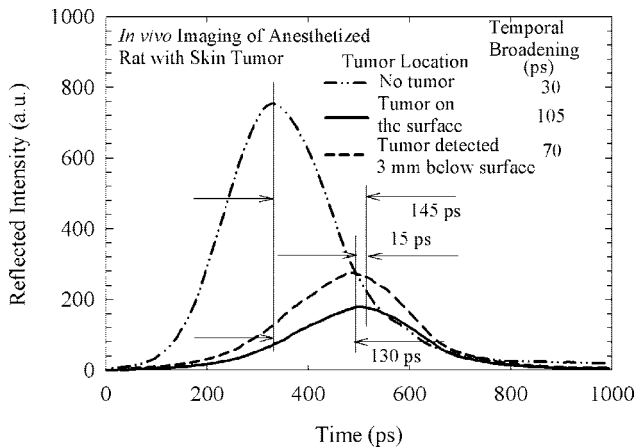 In vivo Imaging of Anesthetized
Rat with Skin Tumor
Temporal
Broadening
(ps)
Tumor Location
No tumor
30
Tumor on
the surface
105
Tumor detected
3 mm below surface
70
145 ps
15 ps
130 ps
1000
800
600
400
200
0
Reflected Intensity (a.u.)
0 200 400 600 800 1000
Time (ps)